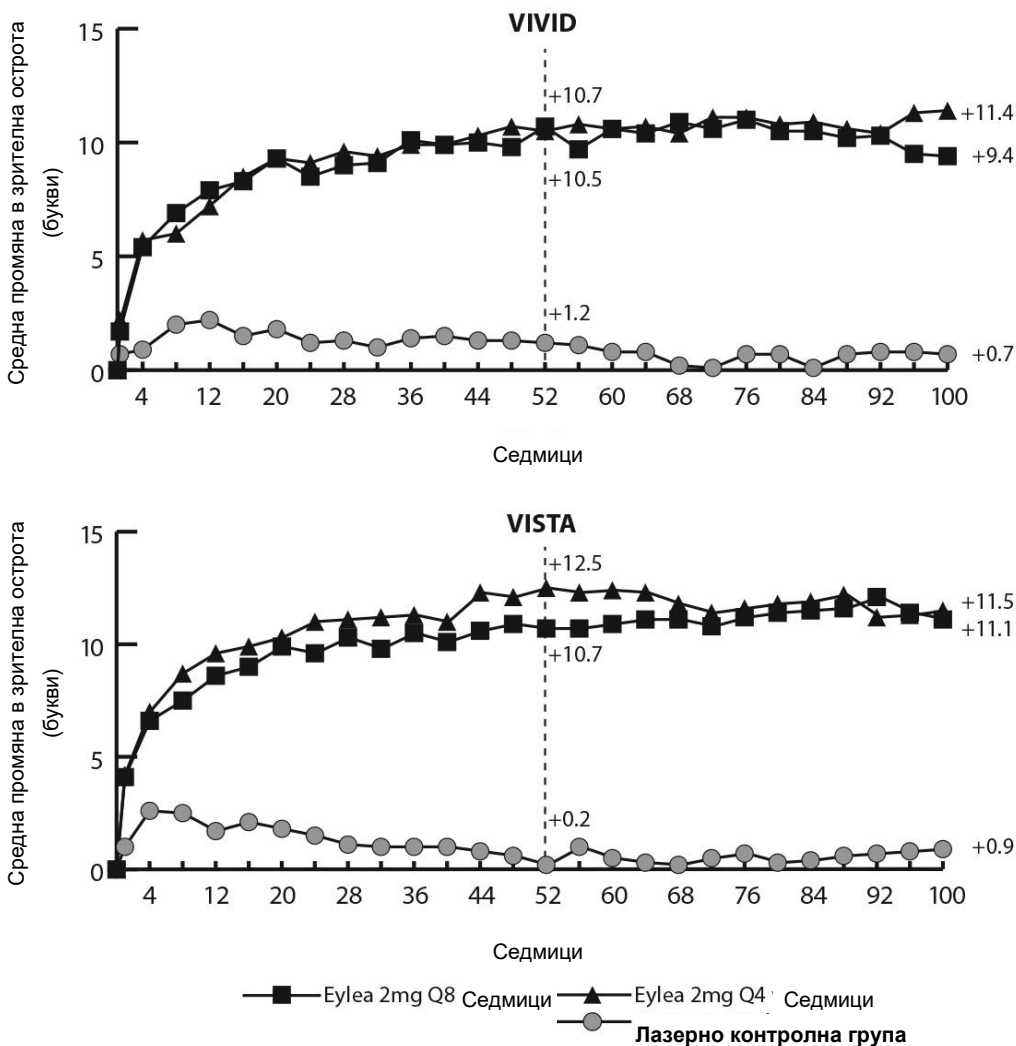 VIVID
Средна промяна в зрителна острота
(букви)
15
10
5
0
+10.7
+10.5
+1.2
+11.4
+9.4
+0.7
4 12 20 28 36 44 52 60 68 76 84 92 100
Седмици
VISTA
Средна промяна в зрителна острота
(букви)
15
10
5
0
+12.5
+10.7
+0.2
+11.5
+11.1
+0.9
4 12 20 28 36 44 52 60 68 76 84 92 100
Седмици
Eylea 2mg Q8 Седмици Eylea 2mg Q4 Седмици
Лазерно контролна група